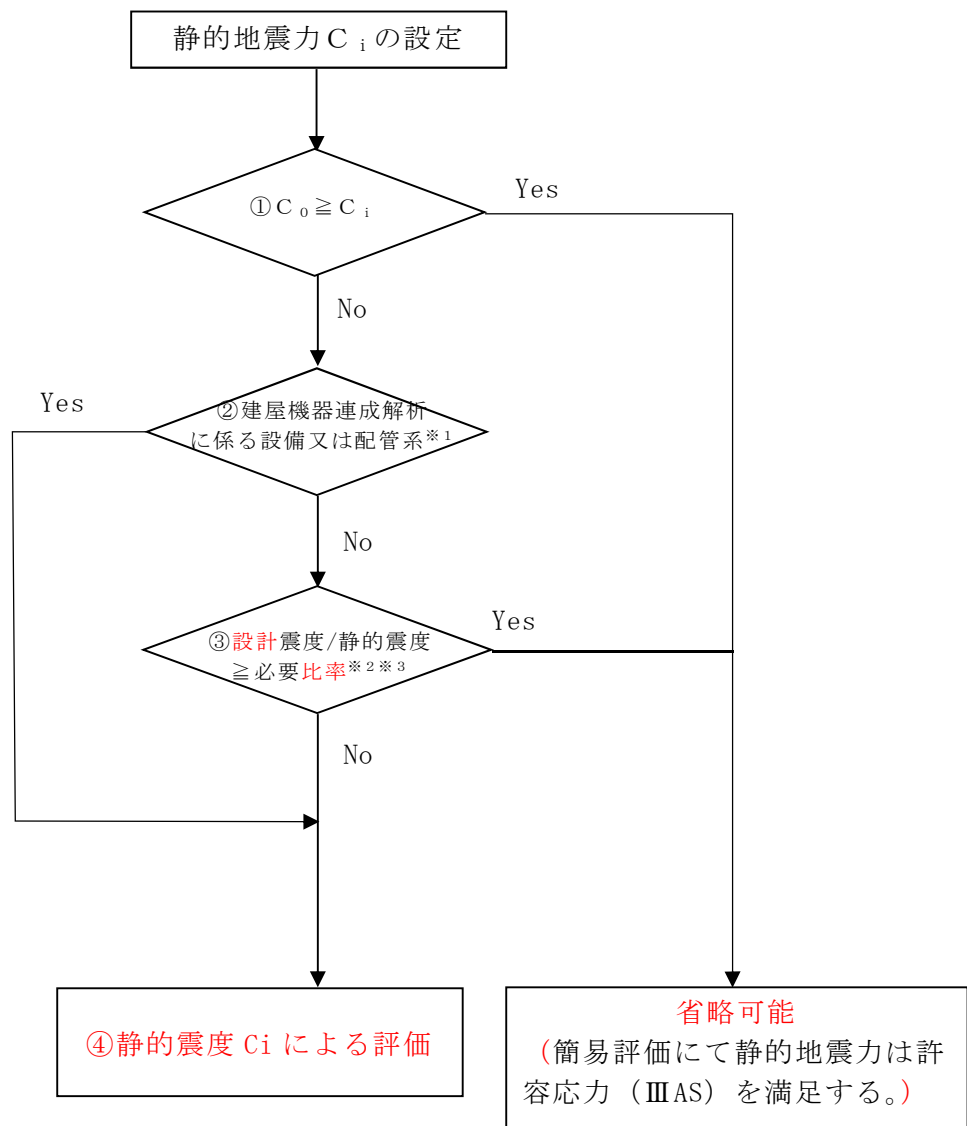 静的地震力Ｃｉの設定
①Ｃ₀≧Ｃｉ
Yes
No
Yes
②建屋機器連成解析
に係る設備又は配管系※１
No
Yes
③設計震度/静的震度
≧必要比率※２※３
No
④静的震度 Ci による評価
省略可能
（簡易評価にて静的地震力は許
容応力（ⅢAS）を満足する。）